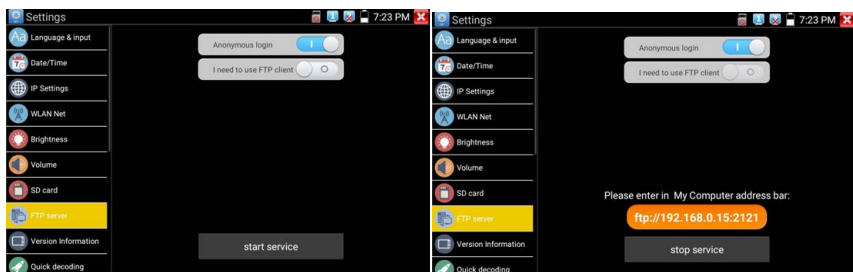 Settings
7:23 PM
Language & input
Date/Time
IP Settings
WLAN Net
Brightness
Volume
SD card
FTP server
Version Information
Quick decoding
Anonymous login
I need to use FTP client
start service
Settings
7:23 PM
Language & input
Date/Time
IP Settings
WLAN Net
Brightness
Volume
SD card
FTP server
Version Information
Quick decoding
Anonymous login
I need to use FTP client
Please enter in My Computer address bar:
ftp://192.168.0.15:2121
stop service